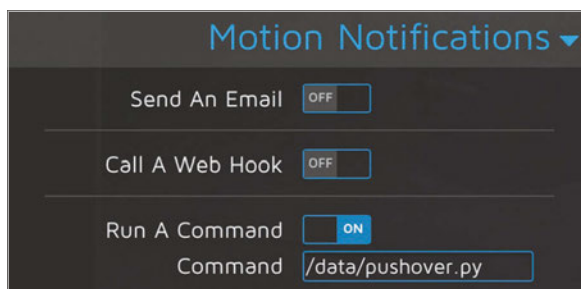 Motion Notifications
Send An Email OFF
Call A Web Hook OFF
Run A Command ON
Command /data/pushover.py